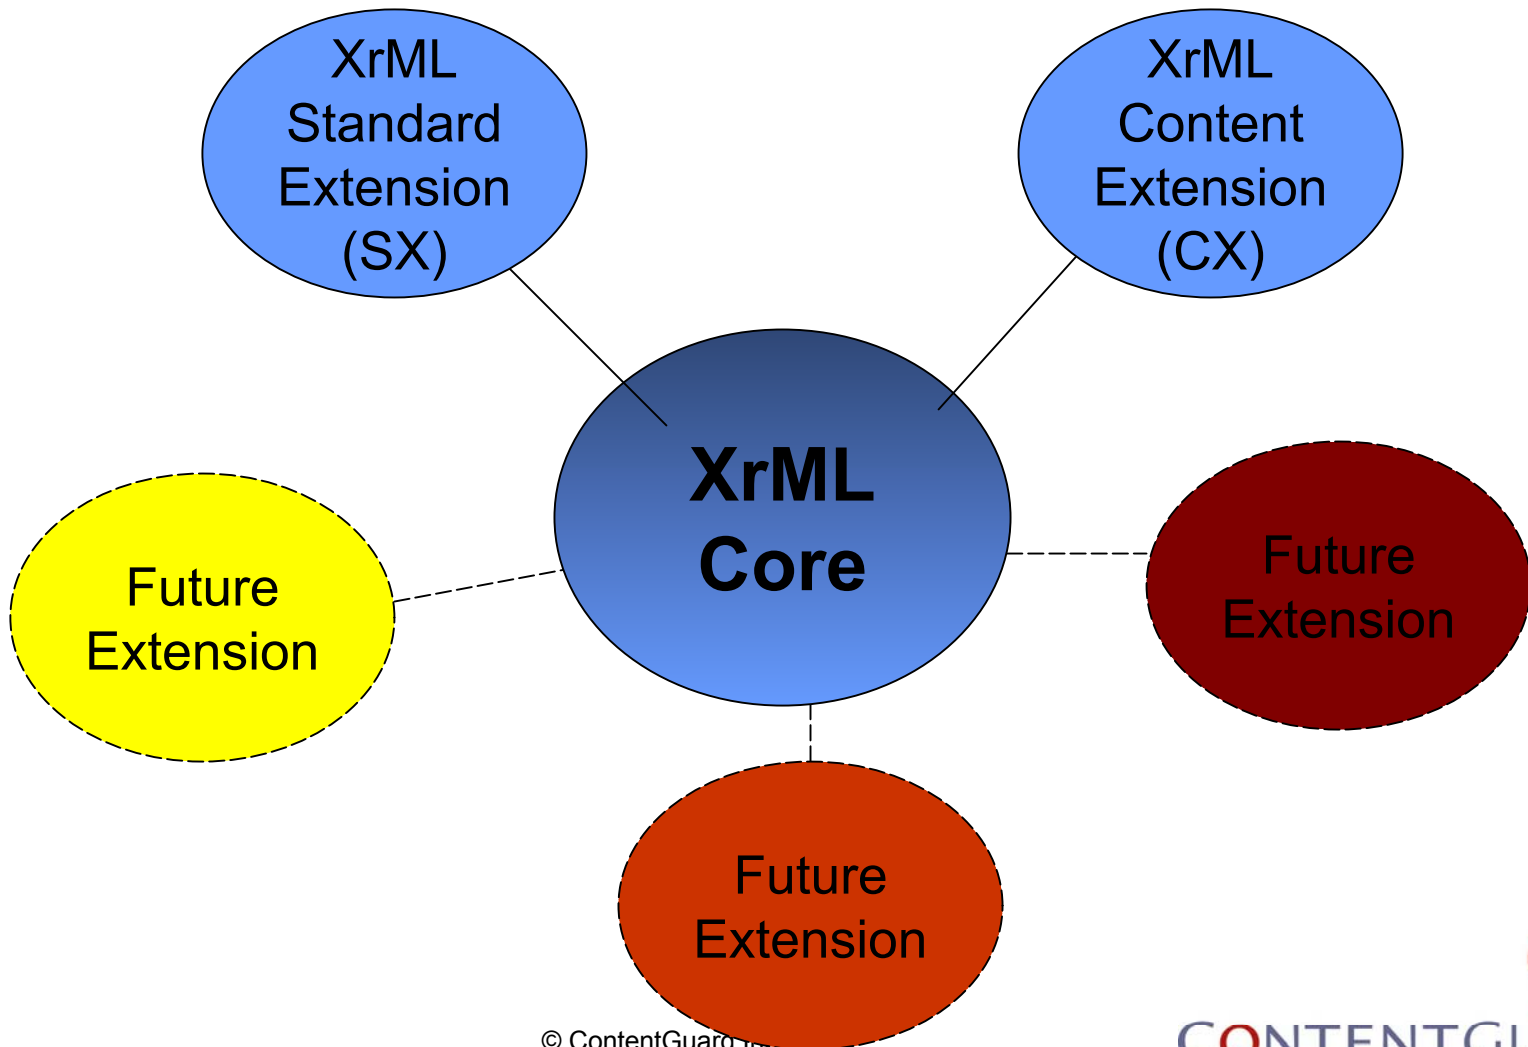 XrML
Standard
Extension
(SX)
XrML
Content
Extension
(CX)
XrML
Core
Future
Extension
Future
Extension
Future
Extension
© ContentGuard